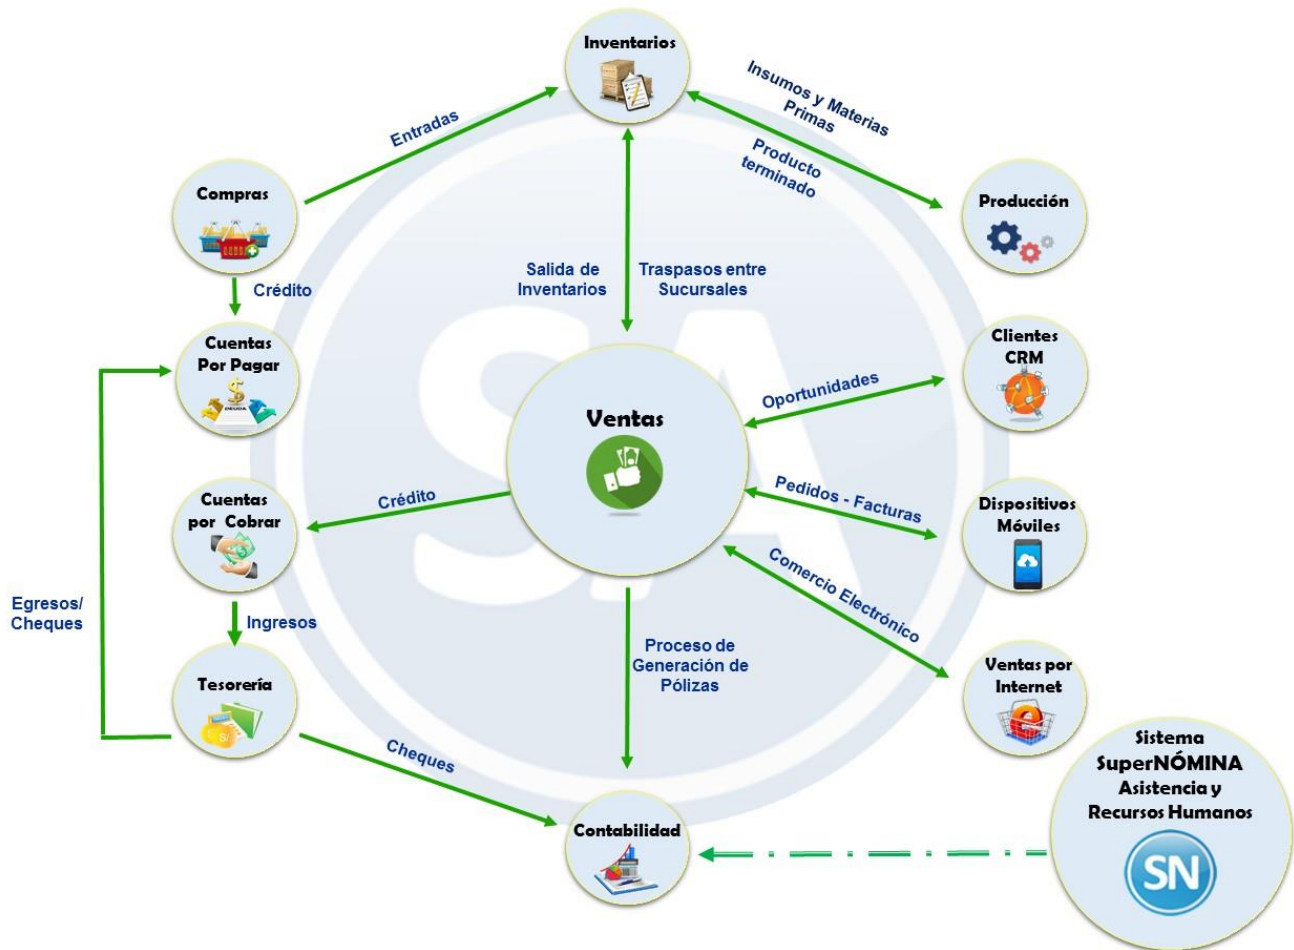 Inventarios
Insumos y Materias
Primas
Entradas
Producto
terminado
Compras
Producción
Salida de
Inventarios
Traspasos entre
Sucursales
Crédito
Cuentas
Por Pagar
DEUDA
Clientes
CRM
Oportunidades
Ventas
Crédito
Pedidos - Facturas
Cuentas
por Cobrar
Dispositivos
Móviles
Comercio Electrónico
Egresos/
Cheques
Ingresos
Proceso de
Generación de
Pólizas
Tesorería
S/
Ventas por
Internet
e
Cheques
Sistema
SuperNÓMINA
Asistencia y
Recursos Humanos
SN
Contabilidad
SA